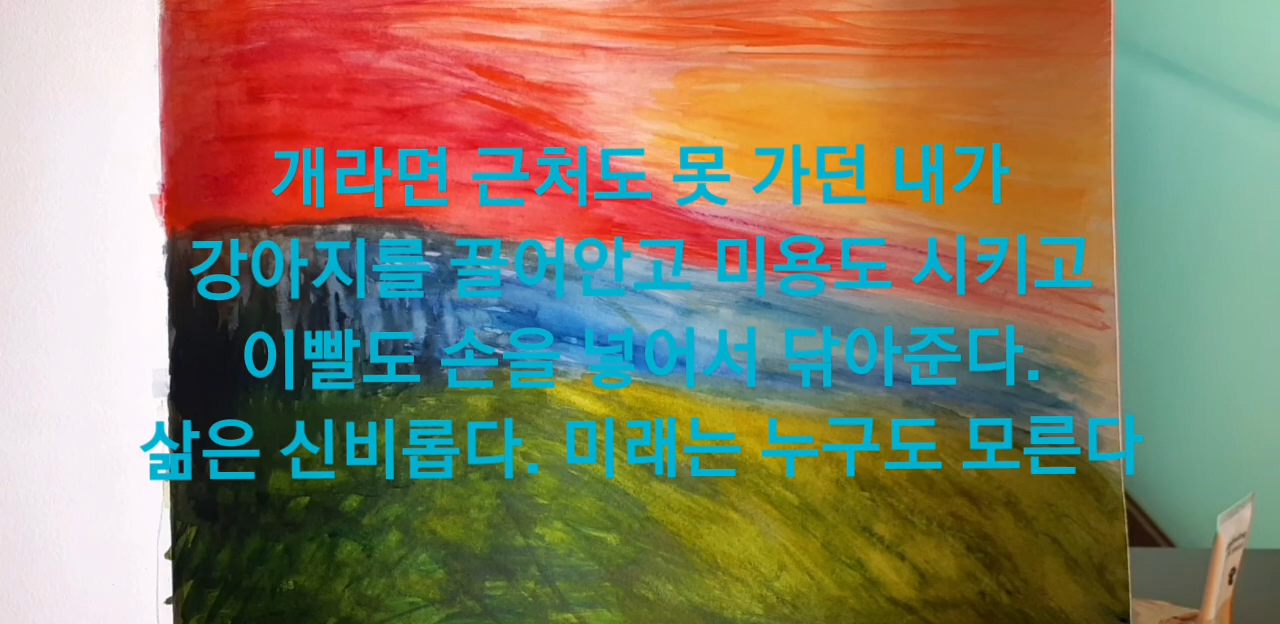 개라면 근처도 못 가던 내가
강아지를 끌어안고 미용도 시키고
이빨도 손을 넣어서 닦아준다.
삶은 신비롭다. 미래는 누구도 모른다